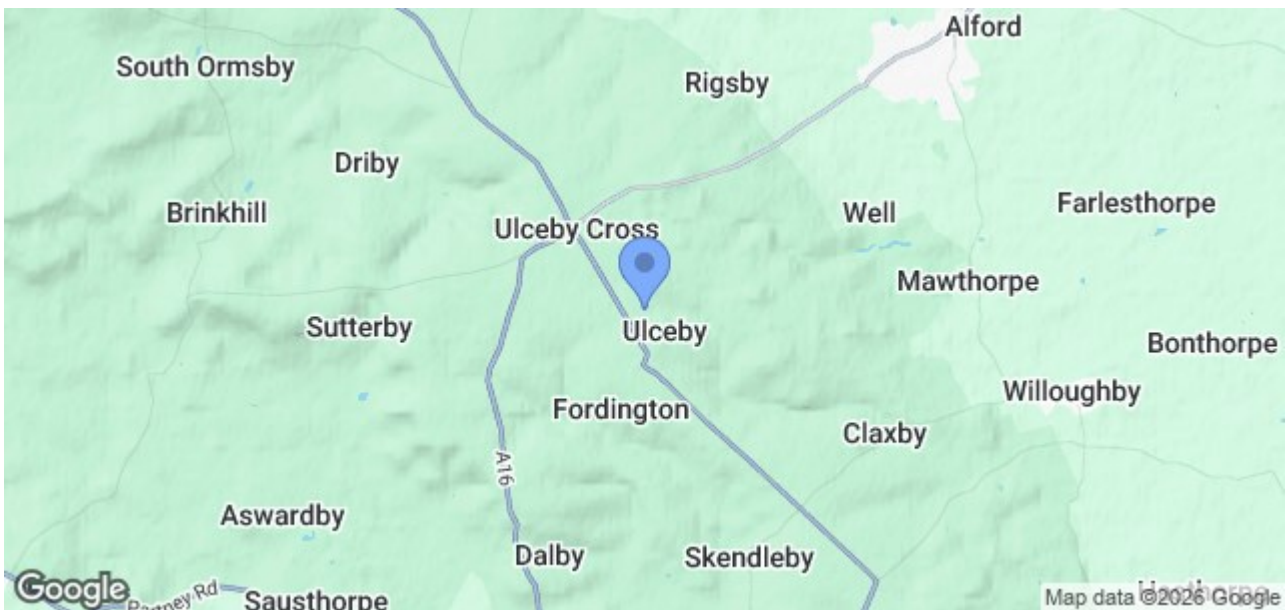 Alford
South Ormsby
Rigsby
Driby
Brinkhill
Well
Farlesthorpe
Ulceby Cross
Mawthorpe
Sutterby
Ulceby
Bonthorpe
Willoughby
Fordington
Claxby
A16
Aswardby
Dalby
Skendleby
Google
Partney Rd
Sausthorpe
Map data ©2026 Google